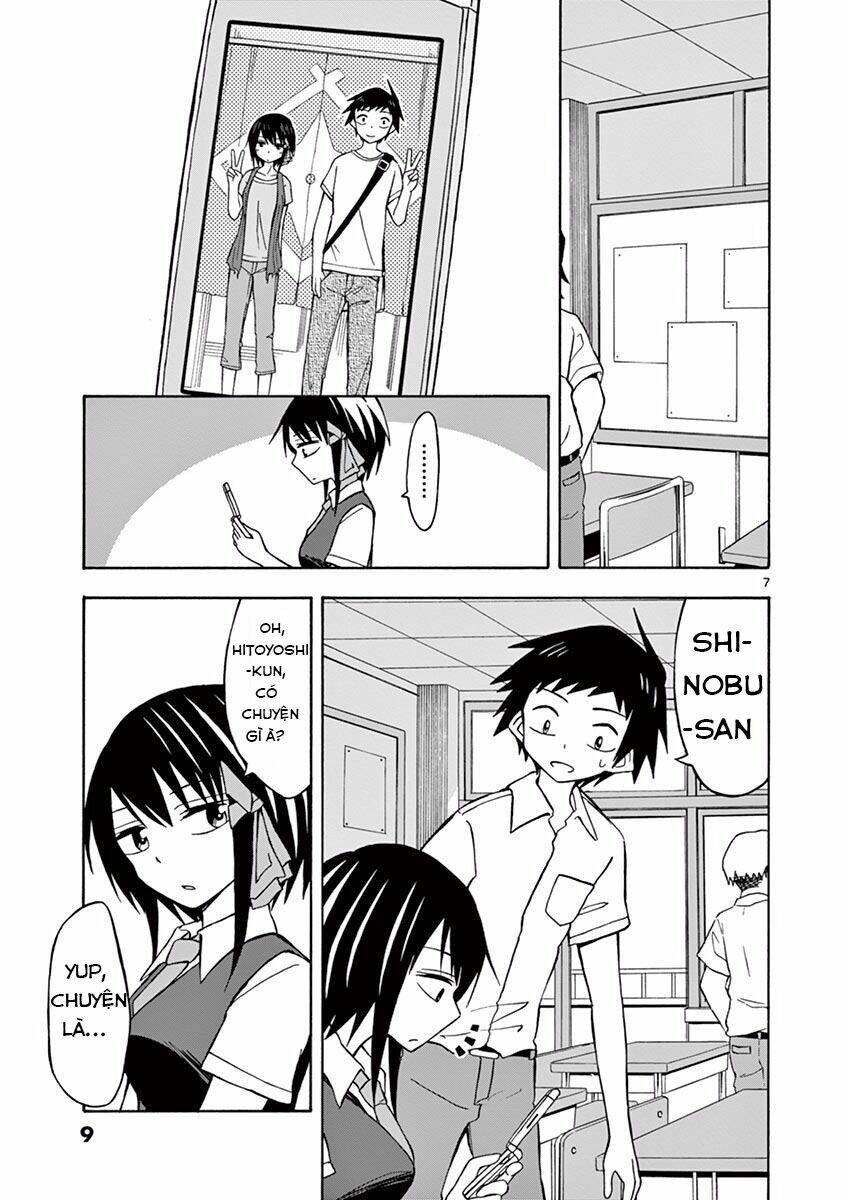 ………
7
SHI-
NOBU
-SAN
OH,
HITOYOSHI
-KUN,
CÓ
CHUYỆN
GÌ À?
YUP,
CHUYỆN
LÀ...
9